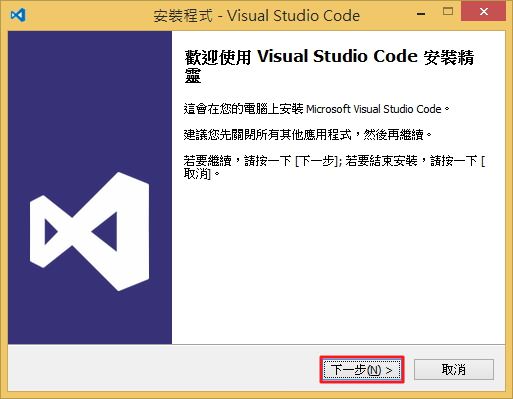 安裝程式 - Visual Studio Code
歡迎使用 Visual Studio Code 安裝精
靈
這會在您的電腦上安裝 Microsoft Visual Studio Code。
建議您先關閉所有其他應用程式，然後再繼續。
若要繼續，請按一下 [下一步]; 若要結束安裝，請按一下 [
取消]。
下一步(N) >
取消